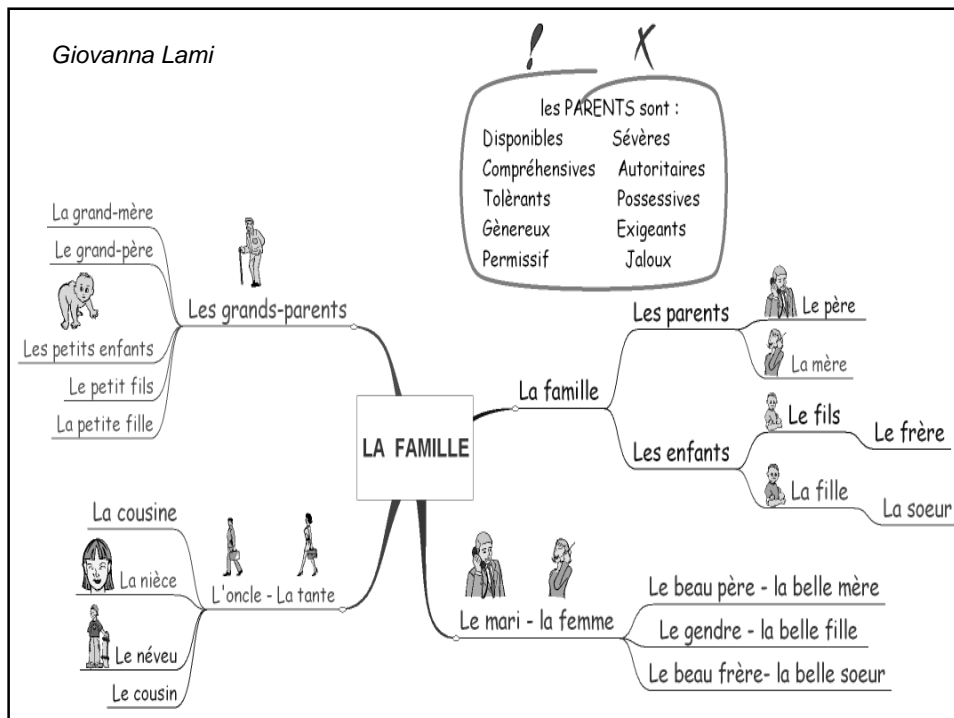 Giovanna Lami
! X
les PARENTS sont :
Disponibles Sévères
Compréhensives Autoritaires
Tolèrants Possessives
Gènereux Exigeants
Permissif Jaloux
La grand-mère
Le grand-père
Les grands-parents
Les petits enfants
Le petit fils
La petite fille
LA FAMILLE
La famille
Les parents
Le père
La mère
Les enfants
Le fils
Le frère
La fille
La soeur
La cousine
La nièce
L'oncle - La tante
Le néveu
Le cousin
Le mari - la femme
Le beau père - la belle mère
Le gendre - la belle fille
Le beau frère- la belle soeur